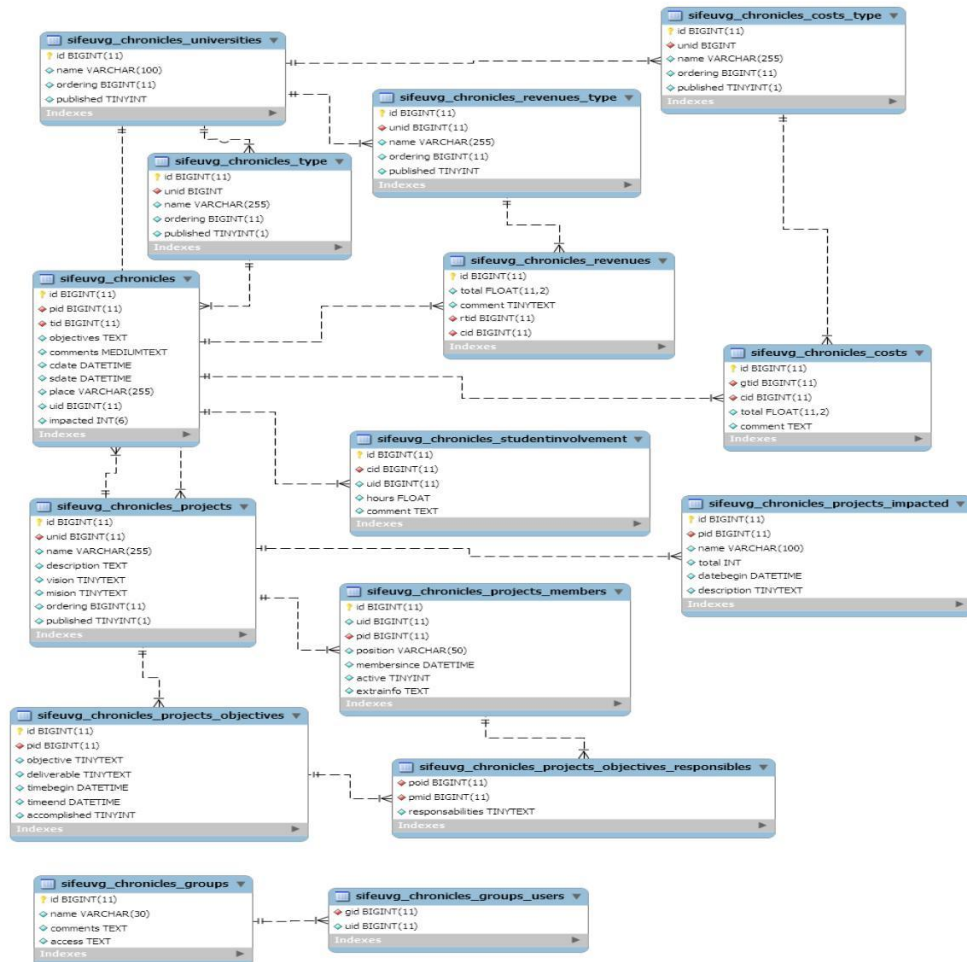 sifeuvg_chronicles_universities
id BIGINT(11)
name VARCHAR(100)
ordering BIGINT(11)
published TINYINT
Indexes
sifeuvg_chronicles_costs_type
id BIGINT(11)
unid BIGINT
name VARCHAR(255)
ordering BIGINT(11)
published TINYINT(1)
Indexes
sifeuvg_chronicles_revenues_type
id BIGINT(11)
unid BIGINT(11)
name VARCHAR(255)
ordering BIGINT(11)
published TINYINT
Indexes
sifeuvg_chronicles_type
id BIGINT(11)
unid BIGINT
name VARCHAR(255)
ordering BIGINT(11)
published TINYINT(1)
Indexes
sifeuvg_chronicles
id BIGINT(11)
pid BIGINT(11)
tid BIGINT(11)
objectives TEXT
comments MEDIUMTEXT
cdate DATETIME
sdate DATETIME
place VARCHAR(255)
uid BIGINT(11)
impacted INT(6)
Indexes
sifeuvg_chronicles_revenues
id BIGINT(11)
total FLOAT(11,2)
comment TINYTEXT
rtid BIGINT(11)
cid BIGINT(11)
Indexes
sifeuvg_chronicles_costs
id BIGINT(11)
gtid BIGINT(11)
cid BIGINT(11)
total FLOAT(11,2)
comment TEXT
Indexes
sifeuvg_chronicles_studentinvolvement
id BIGINT(11)
cid BIGINT(11)
uid BIGINT(11)
hours FLOAT
comment TEXT
Indexes
sifeuvg_chronicles_projects
id BIGINT(11)
unid BIGINT(11)
name VARCHAR(255)
description TEXT
vision TINYTEXT
mision TINYTEXT
ordering BIGINT(11)
published TINYINT(1)
Indexes
sifeuvg_chronicles_projects_impacted
id BIGINT(11)
pid BIGINT(11)
name VARCHAR(100)
total INT
datebegin DATETIME
description TINYTEXT
Indexes
sifeuvg_chronicles_projects_members
id BIGINT(11)
uid BIGINT(11)
pid BIGINT(11)
position VARCHAR(50)
membersince DATETIME
active TINYINT
extrainfo TEXT
Indexes
sifeuvg_chronicles_projects_objectives
id BIGINT(11)
pid BIGINT(11)
objective TINYTEXT
deliverable TINYTEXT
timebegin DATETIME
timeend DATETIME
accomplished TINYINT
Indexes
sifeuvg_chronicles_projects_objectives_responsibles
poid BIGINT(11)
pmid BIGINT(11)
responsabilities TINYTEXT
Indexes
sifeuvg_chronicles_groups
id BIGINT(11)
name VARCHAR(30)
comments TEXT
access TEXT
Indexes
sifeuvg_chronicles_groups_users
gid BIGINT(11)
uid BIGINT(11)
Indexes